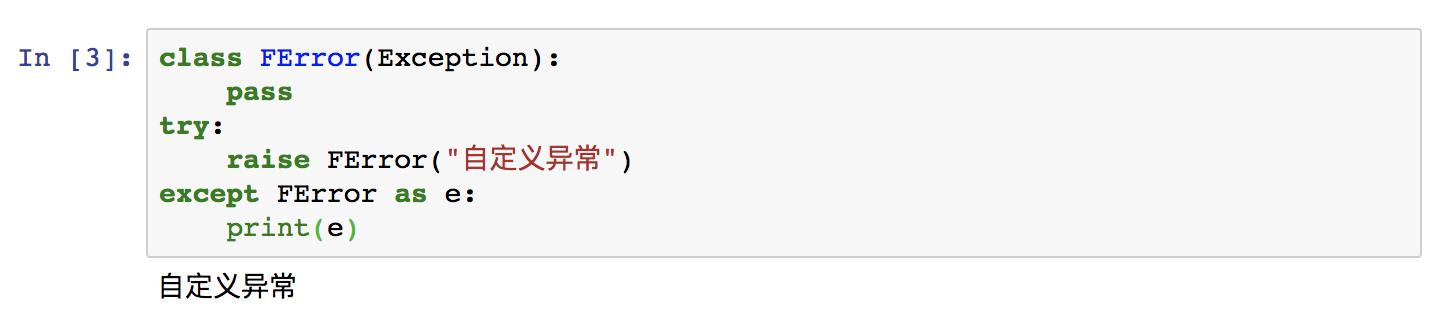 In [3]: class FError(Exception):
    pass
try:
    raise FError("自定义异常")
except FError as e:
    print(e)
自定义异常